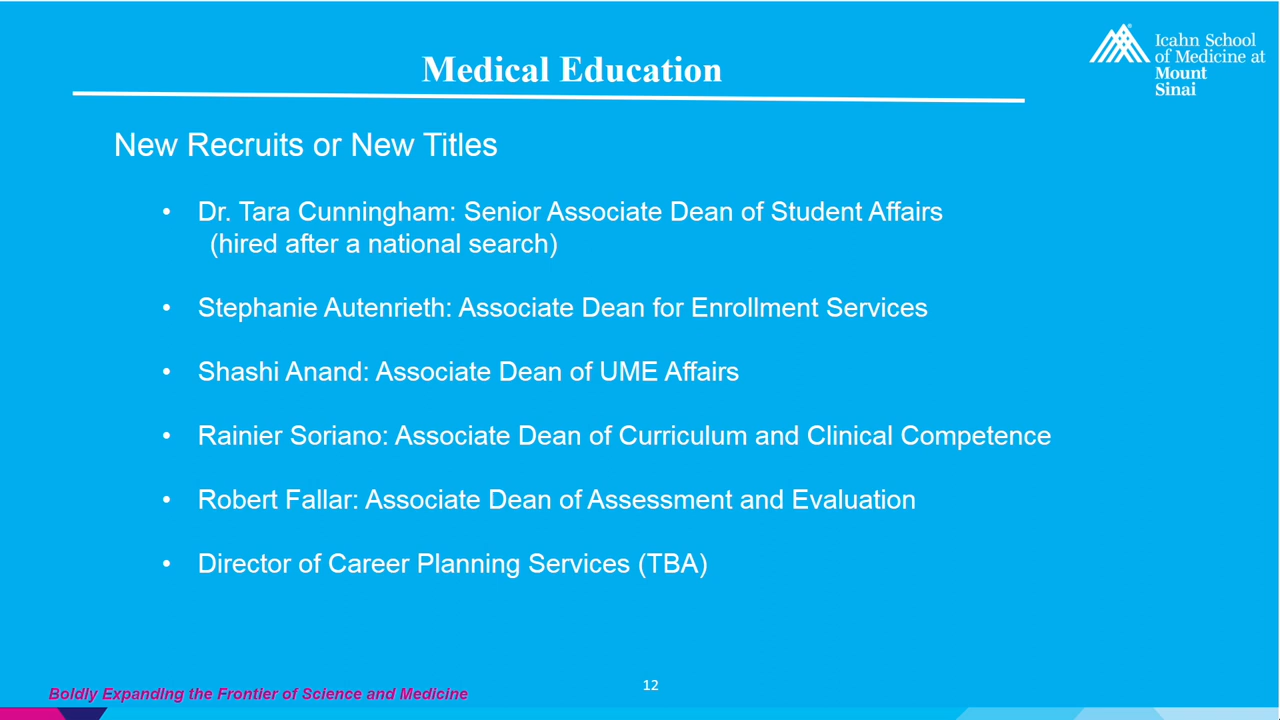 Medical Education
Icahn School
of Medicine at
Mount
Sinai
New Recruits or New Titles
• Dr. Tara Cunningham: Senior Associate Dean of Student Affairs
(hired after a national search)
• Stephanie Autenrieth: Associate Dean for Enrollment Services
• Shashi Anand: Associate Dean of UME Affairs
• Rainier Soriano: Associate Dean of Curriculum and Clinical Competence
• Robert Fallar: Associate Dean of Assessment and Evaluation
• Director of Career Planning Services (TBA)
Boldly Expanding the Frontier of Science and Medicine
12